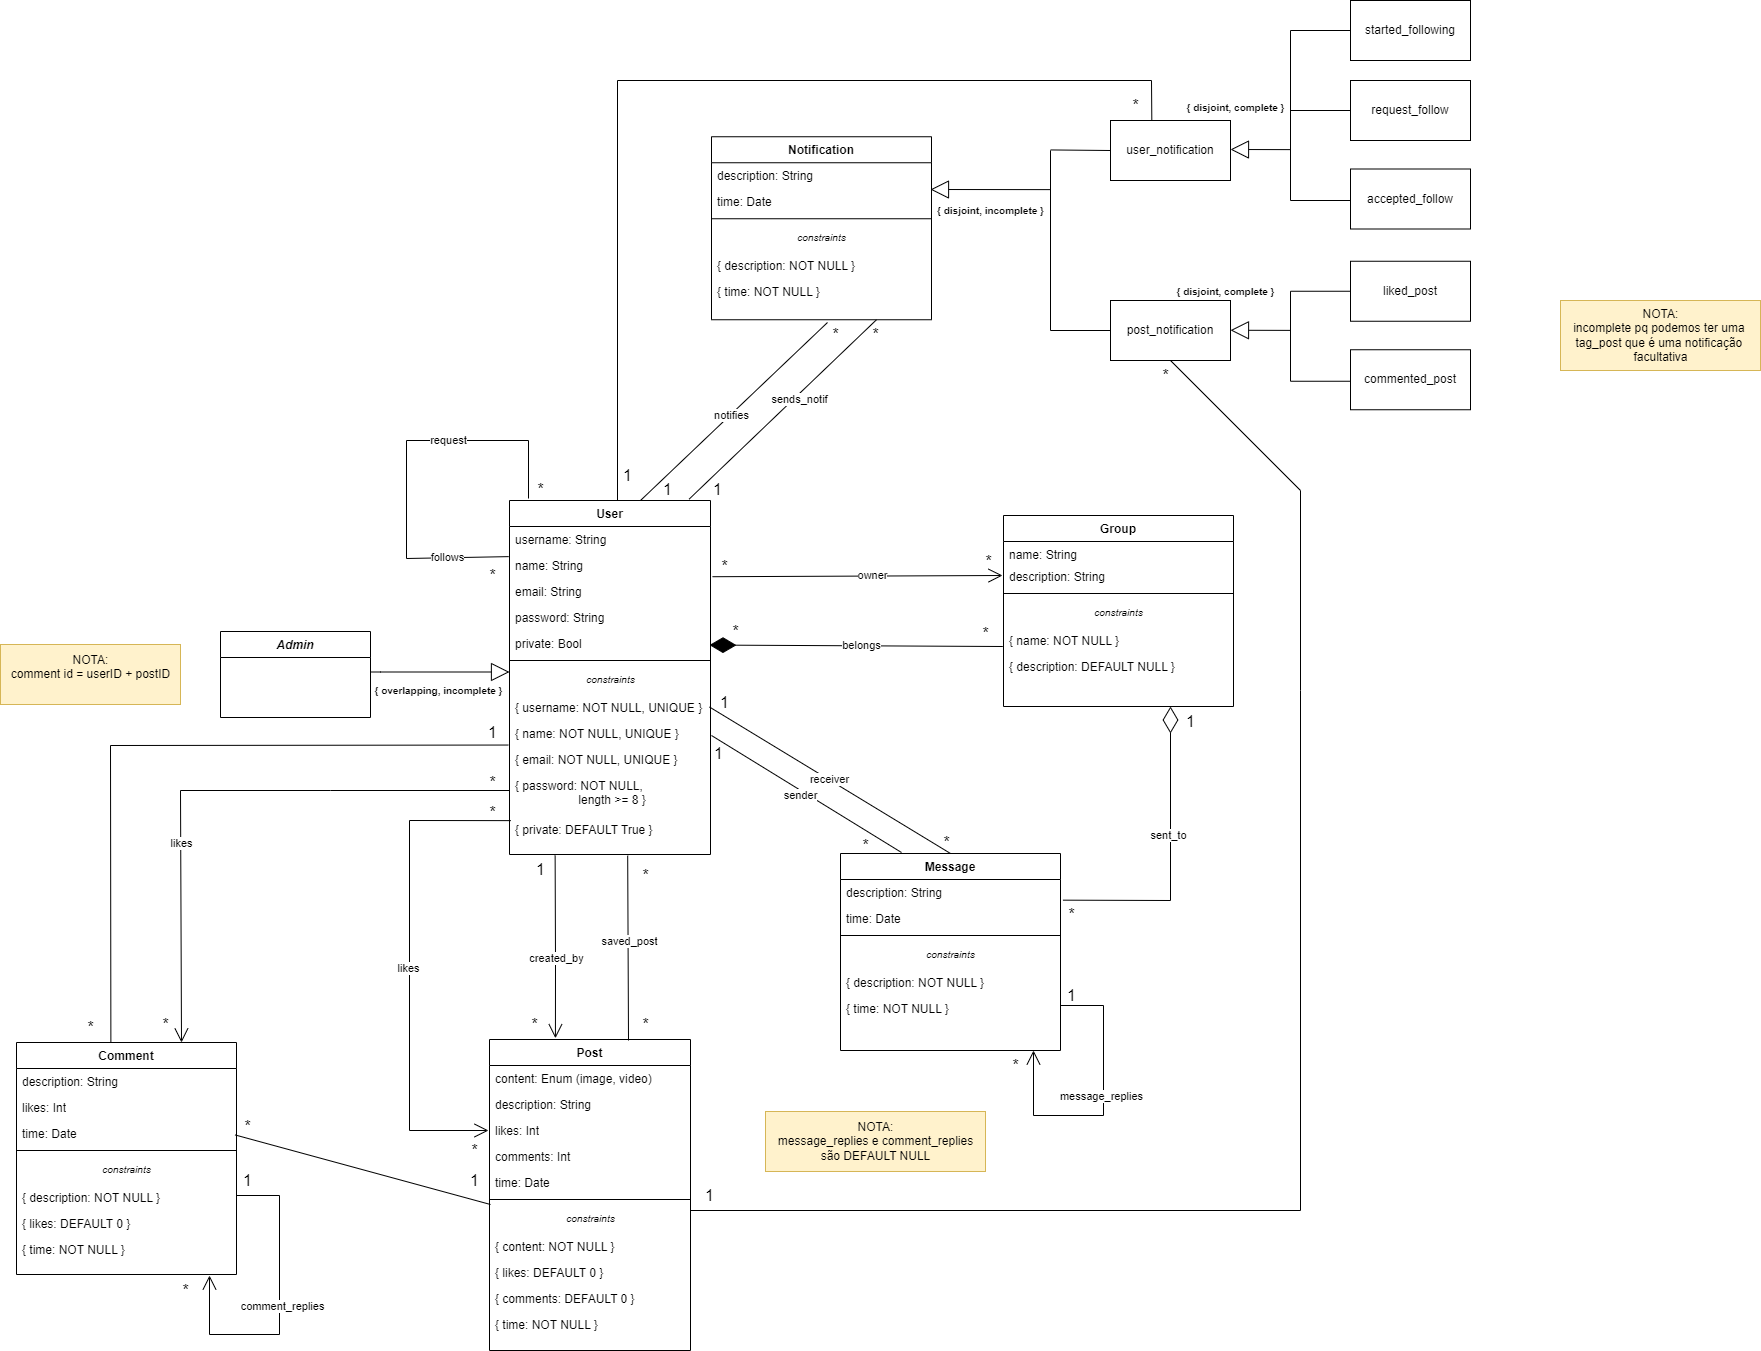 started_following
request_follow
accepted_follow
{ disjoint, complete }
*
user_notification
Notification
description: String
time: Date
constraints
{ description: NOT NULL }
{ time: NOT NULL }
{ disjoint, incomplete }
{ disjoint, complete }
post_notification
*
liked_post
commented_post
NOTA:
incomplete pq podemos ter uma
tag_post que é uma notificação
facultativa
*
*
notifies
sends_notif
request
follows
*
*
1
1
1
User
username: String
name: String
email: String
password: String
private: Bool
constraints
{ username: NOT NULL, UNIQUE }
{ name: NOT NULL, UNIQUE }
{ email: NOT NULL, UNIQUE }
{ password: NOT NULL,
length >= 8 }
{ private: DEFAULT True }
*
owner
*
*
belongs
*
Group
name: String
description: String
constraints
{ name: NOT NULL }
{ description: DEFAULT NULL }
1
sent_to
*
NOTA:
comment id = userID + postID
Admin
{ overlapping, incomplete }
1
*
*
likes
likes
1
1
receiver
sender
*
*
Message
description: String
time: Date
constraints
{ description: NOT NULL }
{ time: NOT NULL }
1
*
message_replies
1
*
created_by
saved_post
*
*
*
*
Comment
description: String
likes: Int
time: Date
constraints
{ description: NOT NULL }
{ likes: DEFAULT 0 }
{ time: NOT NULL }
*
1
*
comment_replies
*
1
Post
content: Enum (image, video)
description: String
likes: Int
comments: Int
time: Date
constraints
{ content: NOT NULL }
{ likes: DEFAULT 0 }
{ comments: DEFAULT 0 }
{ time: NOT NULL }
1
NOTA:
message_replies e comment_replies
são DEFAULT NULL